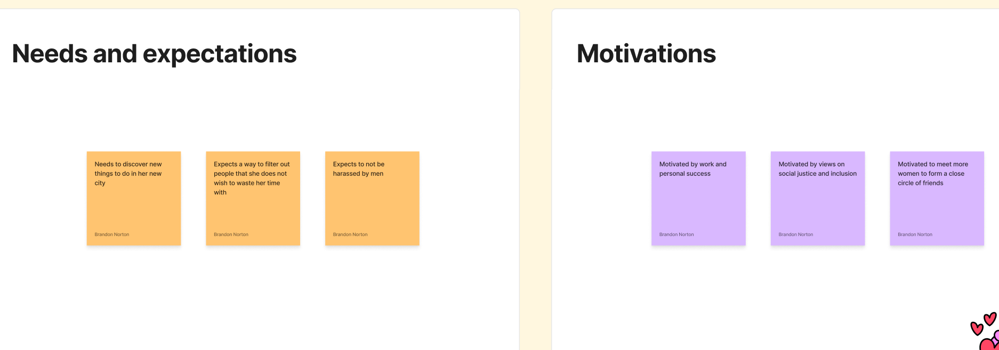 Needs and expectations
Needs to discover new
things to do in her new
city
Brandon Norton
Expects a way to filter out
people that she does not
wish to waste her time
with
Brandon Norton
Expects to not be
harassed by men
Brandon Norton
Motivations
Motivated by work and
personal success
Brandon Norton
Motivated by views on
social justice and inclusion
Brandon Norton
Motivated to meet more
women to form a close
circle of friends
Brandon Norton